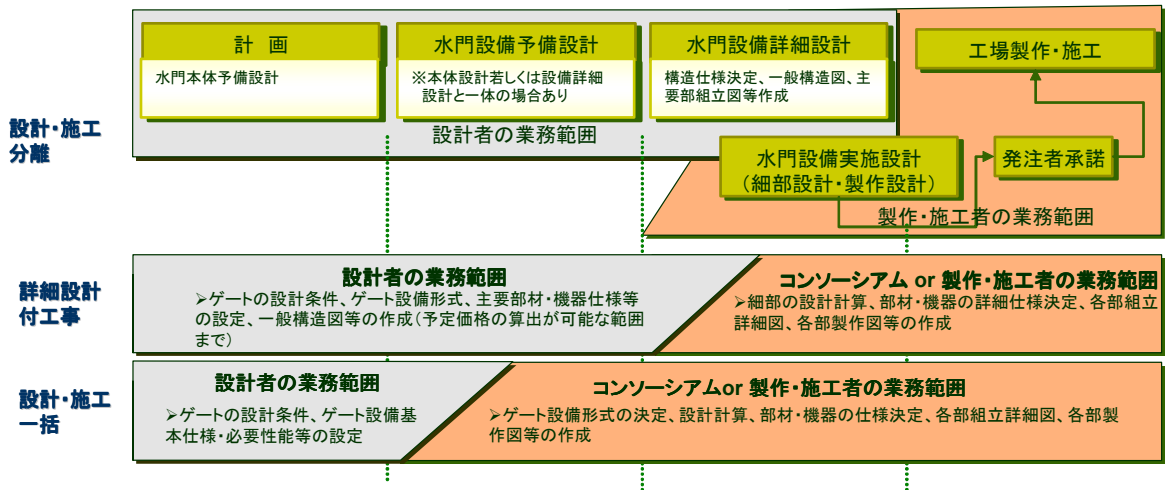 計 画
水門本体予備設計
水門設備予備設計
※本体設計若しくは設備詳細
設計と一体の場合あり
水門設備詳細設計
構造仕様決定、一般構造図、主
要部組立図等作成
工場製作・施工
設計・施工
分離
設計者の業務範囲
水門設備実施設計
(細部設計・製作設計)
発注者承諾
製作・施工者の業務範囲
詳細設計
付工事
設計者の業務範囲
➢ゲートの設計条件、ゲート設備形式、主要部材・機器仕様等
の設定、一般構造図等の作成(予定価格の算出が可能な範囲
まで)
コンソーシアム or 製作・施工者の業務範囲
➢細部の設計計算、部材・機器の詳細仕様決定、各部組立
詳細図、各部製作図等の作成
設計・施工
一括
設計者の業務範囲
➢ゲートの設計条件、ゲート設備基
本仕様・必要性能等の設定
コンソーシアムor 製作・施工者の業務範囲
➢ゲート設備形式の決定、設計計算、部材・機器の仕様決定、各部組立詳細図、各部製
作図等の作成